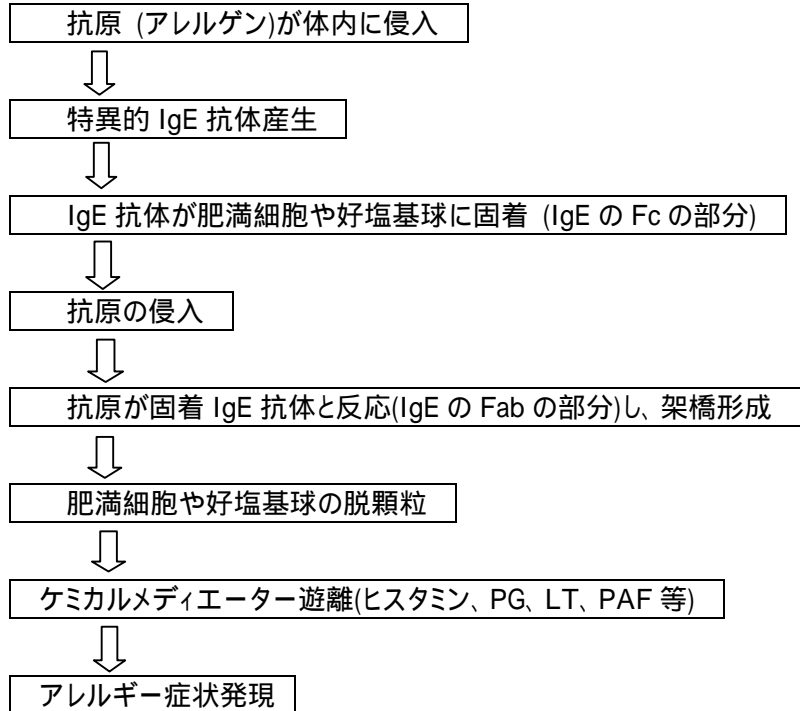 抗原 (アレルゲン)が体内に侵入
特異的 IgE 抗体産生
IgE 抗体が肥満細胞や好塩基球に固着 (IgE の Fc の部分)
抗原の侵入
抗原が固着 IgE 抗体と反応(IgE の Fab の部分)し、架橋形成
肥満細胞や好塩基球の脱顆粒
ケミカルメディエーター遊離(ヒスタミン、PG、LT、PAF 等)
アレルギー症状発現